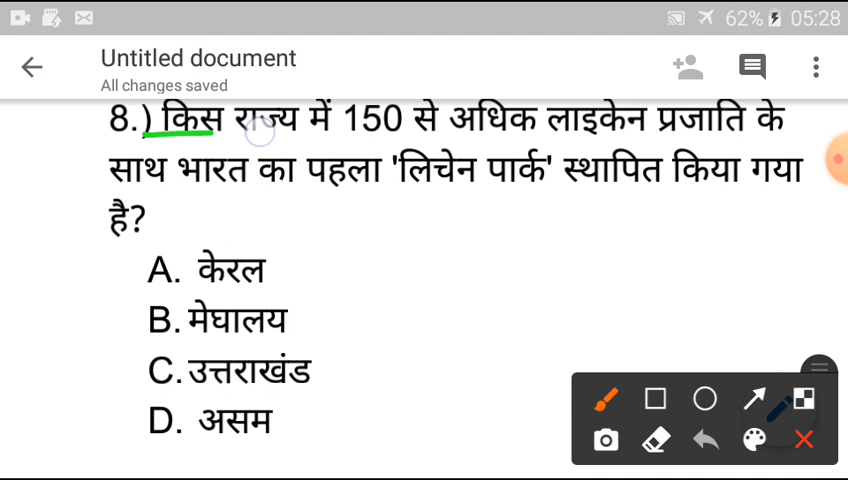 62% 05:28
Untitled document
All changes saved
8.) किस राज्य में 150 से अधिक लाइकेन प्रजाति के
साथ भारत का पहला 'लिचेन पार्क' स्थापित किया गया
है?
A. केरल
B. मेघालय
C. उत्तराखंड
D. असम